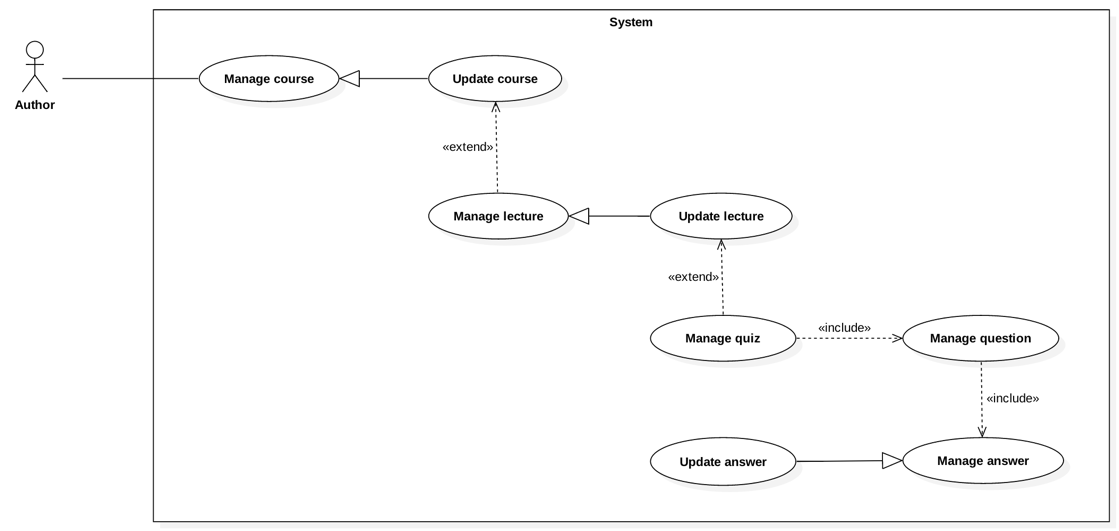 System
Author
Manage course
Update course
«extend»
Manage lecture
Update lecture
«extend»
Manage quiz
«include»
Manage question
«include»
Update answer
Manage answer